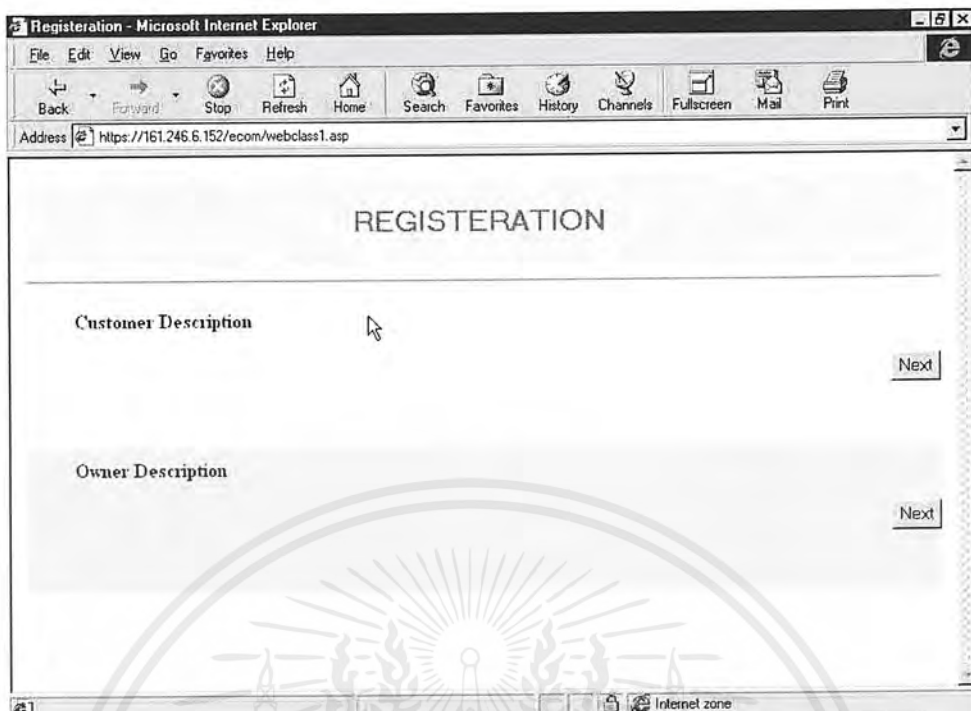 Registeration - Microsoft Internet Explorer
File Edit View Go Favorites Help
Back Forward Stop Refresh Home Search Favorites History Channels Fullscreen Mail Print
Address https://161.246.6.152/ecom/webclass1.asp
REGISTERATION
Customer Description
Next
Owner Description
Next
Internet zone